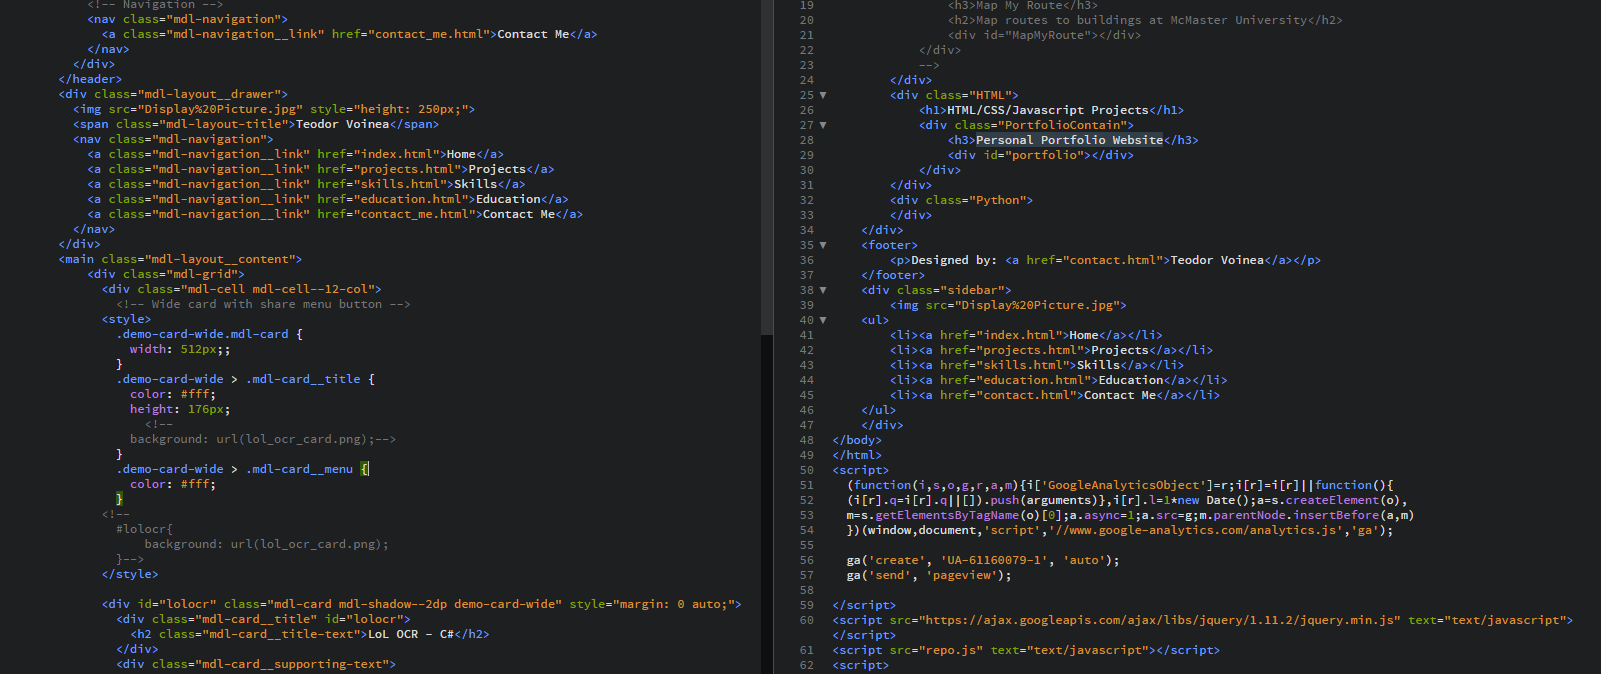 <!-- Navigation -->
<nav class="mdl-navigation">
<a class="mdl-navigation__link" href="contact_me.html">Contact Me</a>
</nav>
</div>
</header>
<div class="mdl-layout__drawer">
<img src="Display%20Picture.jpg" style="height: 250px;">
<span class="mdl-layout-title">Teodor Voinea</span>
<nav class="mdl-navigation">
<a class="mdl-navigation__link" href="index.html">Home</a>
<a class="mdl-navigation__link" href="projects.html">Projects</a>
<a class="mdl-navigation__link" href="skills.html">Skills</a>
<a class="mdl-navigation__link" href="education.html">Education</a>
<a class="mdl-navigation__link" href="contact_me.html">Contact Me</a>
</nav>
</div>
<main class="mdl-layout__content">
<div class="mdl-grid">
<div class="mdl-cell mdl-cell--12-col">
<!-- Wide card with share menu button -->
<style>
.demo-card-wide.mdl-card {
width: 512px;;
}
.demo-card-wide > .mdl-card__title {
color: #fff;
height: 176px;
<!--
background: url(lol_ocr_card.png);-->
}
.demo-card-wide > .mdl-card__menu {
color: #fff;
}
<!--
#lolocr{
background: url(lol_ocr_card.png);
}-->
</style>
<div id="lolocr" class="mdl-card mdl-shadow--2dp demo-card-wide" style="margin: 0 auto;">
<div class="mdl-card__title" id="lolocr">
<h2 class="mdl-card__title-text">LoL OCR - C#</h2>
</div>
<div class="mdl-card__supporting-text">
19 <h3>Map My Route</h3>
20 <h2>Map routes to buildings at McMaster University</h2>
21 <div id="MapMyRoute"></div>
22 </div>
23 -->
24 </div>
25 <div class="HTML">
26 <h1>HTML/CSS/Javascript Projects</h1>
27 <div class="PortfolioContain">
28 <h3>Personal Portfolio Website</h3>
29 <div id="portfolio"></div>
30 </div>
31 </div>
32 <div class="Python">
33 </div>
34 </div>
35 <footer>
36 <p>Designed by: <a href="contact.html">Teodor Voinea</a></p>
37 </footer>
38 <div class="sidebar">
39 <img src="Display%20Picture.jpg">
40 <ul>
41 <li><a href="index.html">Home</a></li>
42 <li><a href="projects.html">Projects</a></li>
43 <li><a href="skills.html">Skills</a></li>
44 <li><a href="education.html">Education</a></li>
45 <li><a href="contact.html">Contact Me</a></li>
46 </ul>
47 </div>
48 </body>
49 </html>
50 <script>
51 (function(i,s,o,g,r,a,m){i['GoogleAnalyticsObject']=r;i[r]=i[r]||function(){
52 (i[r].q=i[r].q||[]).push(arguments)},i[r].l=1*new Date();a=s.createElement(o),
53 m=s.getElementsByTagName(o)[0];a.async=1;a.src=g;m.parentNode.insertBefore(a,m)
54 })(window,document,'script','//www.google-analytics.com/analytics.js','ga');
55
56 ga('create', 'UA-61160079-1', 'auto');
57 ga('send', 'pageview');
58
59 </script>
60 <script src="https://ajax.googleapis.com/ajax/libs/jquery/1.11.2/jquery.min.js" text="text/javascript">
</script>
61 <script src="repo.js" text="text/javascript"></script>
62 <script>